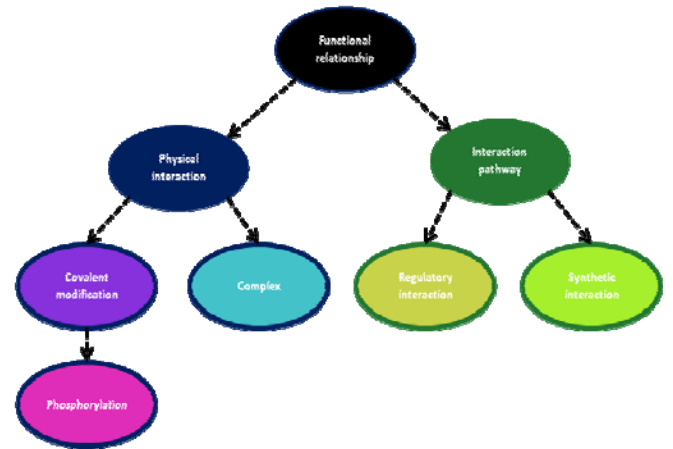 Functional
relationship
Physical
interaction
Interaction
pathway
Covalent
modification
Complex
Regulatory
interaction
Synthetic
interaction
Phosphorylation